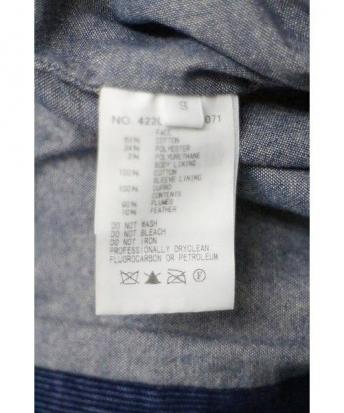 S
NO. 422 071
FACE
COTTON
POLYESTER
POLYURETHANE
BODY LINING
100% COTTON
SLEEVE LINING
100% CUPRO
CONTENTS
90% PLUMES
10% FEATHER
DO NOT WASH
DO NOT BLEACH
DO NOT IRON
PROFESSIONALLY DRYCLEAN
FLUOROCARBON OR PETROLEUM
F